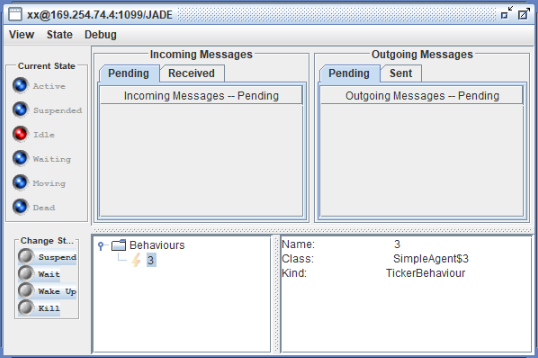 xx@169.254.74.4:1099/JADE
View State Debug
Current State
Active
Suspended
Idle
Waiting
Moving
Dead
Incoming Messages
Pending Received
Incoming Messages -- Pending
Outgoing Messages
Pending Sent
Outgoing Messages -- Pending
Change St...
Suspend
Wait
Wake Up
Kill
Behaviours
3
Name: 3
Class: SimpleAgent$3
Kind: TickerBehaviour